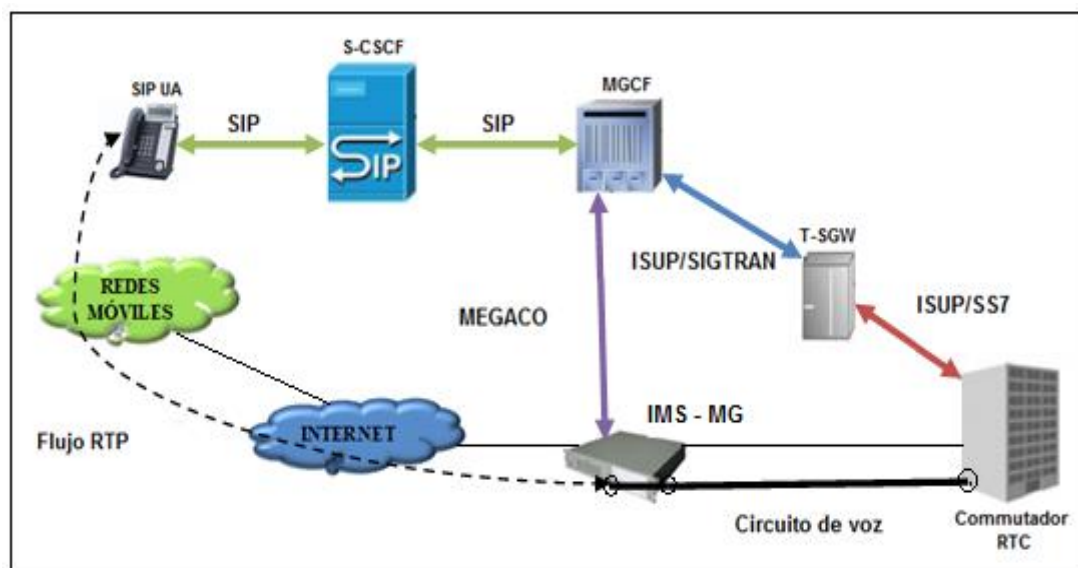 S-CSCF
SIP UA
MGCF
SIP
SIP
SIP
T-SGW
ISUP/SIGTRAN
ISUP/SS7
REDES
MÓVILES
MEGACO
IMS - MG
INTERNET
Flujo RTP
Circuito de voz
Commutador
RTC